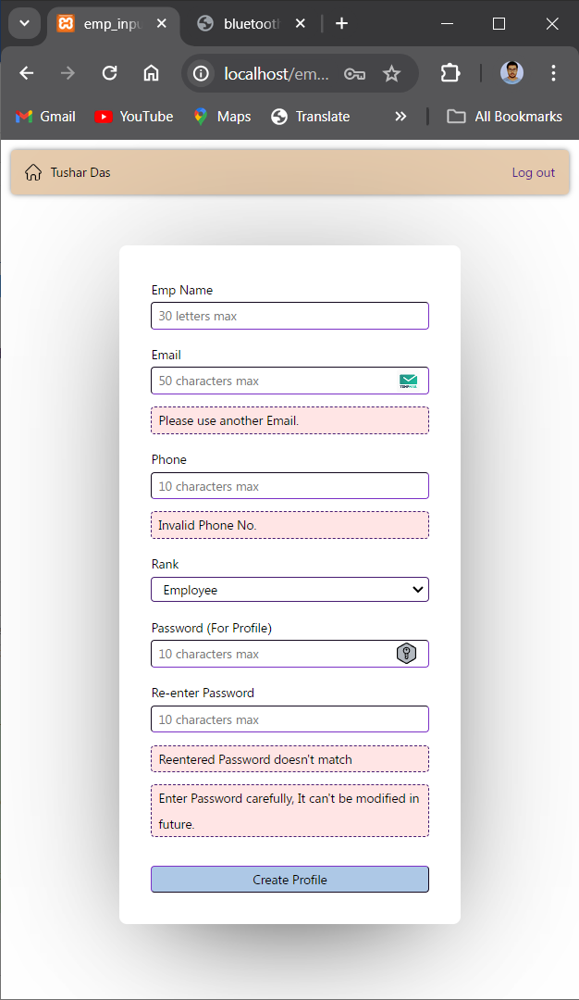 emp_inpu
bluetooth
localhost/em...
Gmail
YouTube
Maps
Translate
All Bookmarks
Tushar Das
Log out
Emp Name
30 letters max
Email
50 characters max
Please use another Email.
Phone
10 characters max
Invalid Phone No.
Rank
Employee
Password (For Profile)
10 characters max
Re-enter Password
10 characters max
Reentered Password doesn't match
Enter Password carefully, It can't be modified in
future.
Create Profile